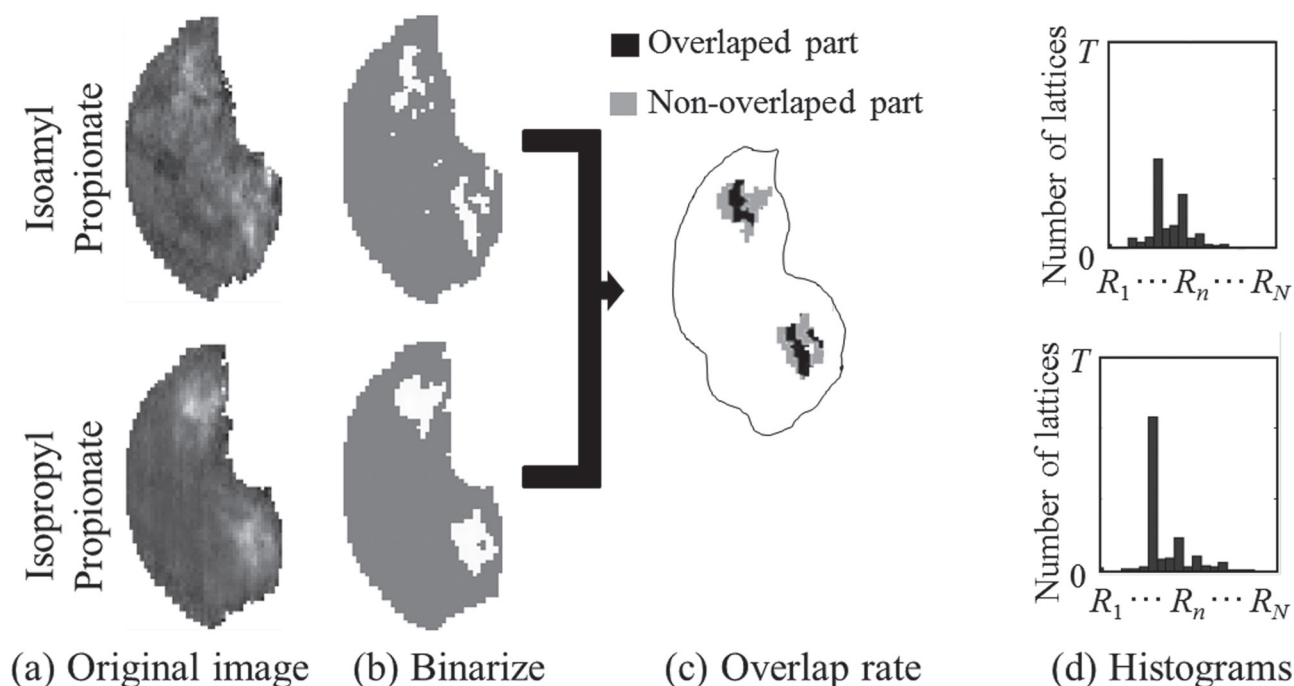 Isoamyl
Propionate
Isopropyl
Propionate
Overlaped part
Non-overlaped part
T
Number of lattices
0
R1 ··· Rn ··· RN
T
Number of lattices
0
R1 ··· Rn ··· RN
(a) Original image
(b) Binarize
(c) Overlap rate
(d) Histograms